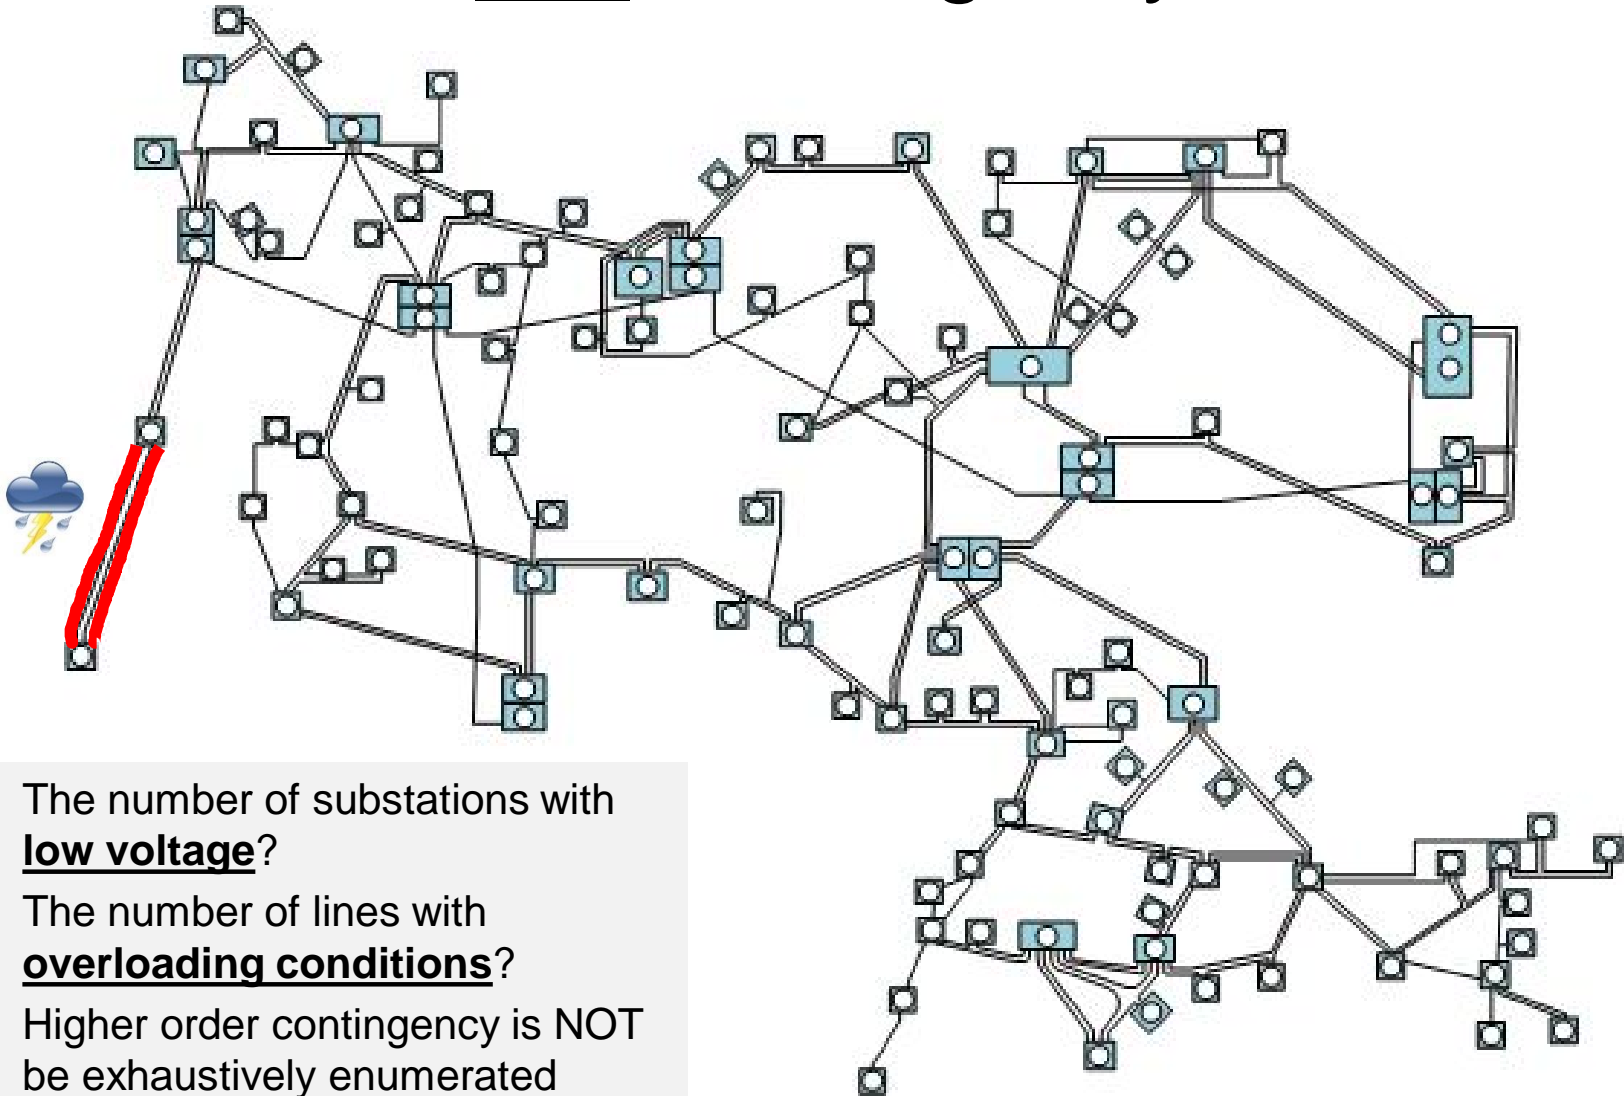 The number of substations with
low voltage?
The number of lines with
overloading conditions?
Higher order contingency is NOT
be exhaustively enumerated